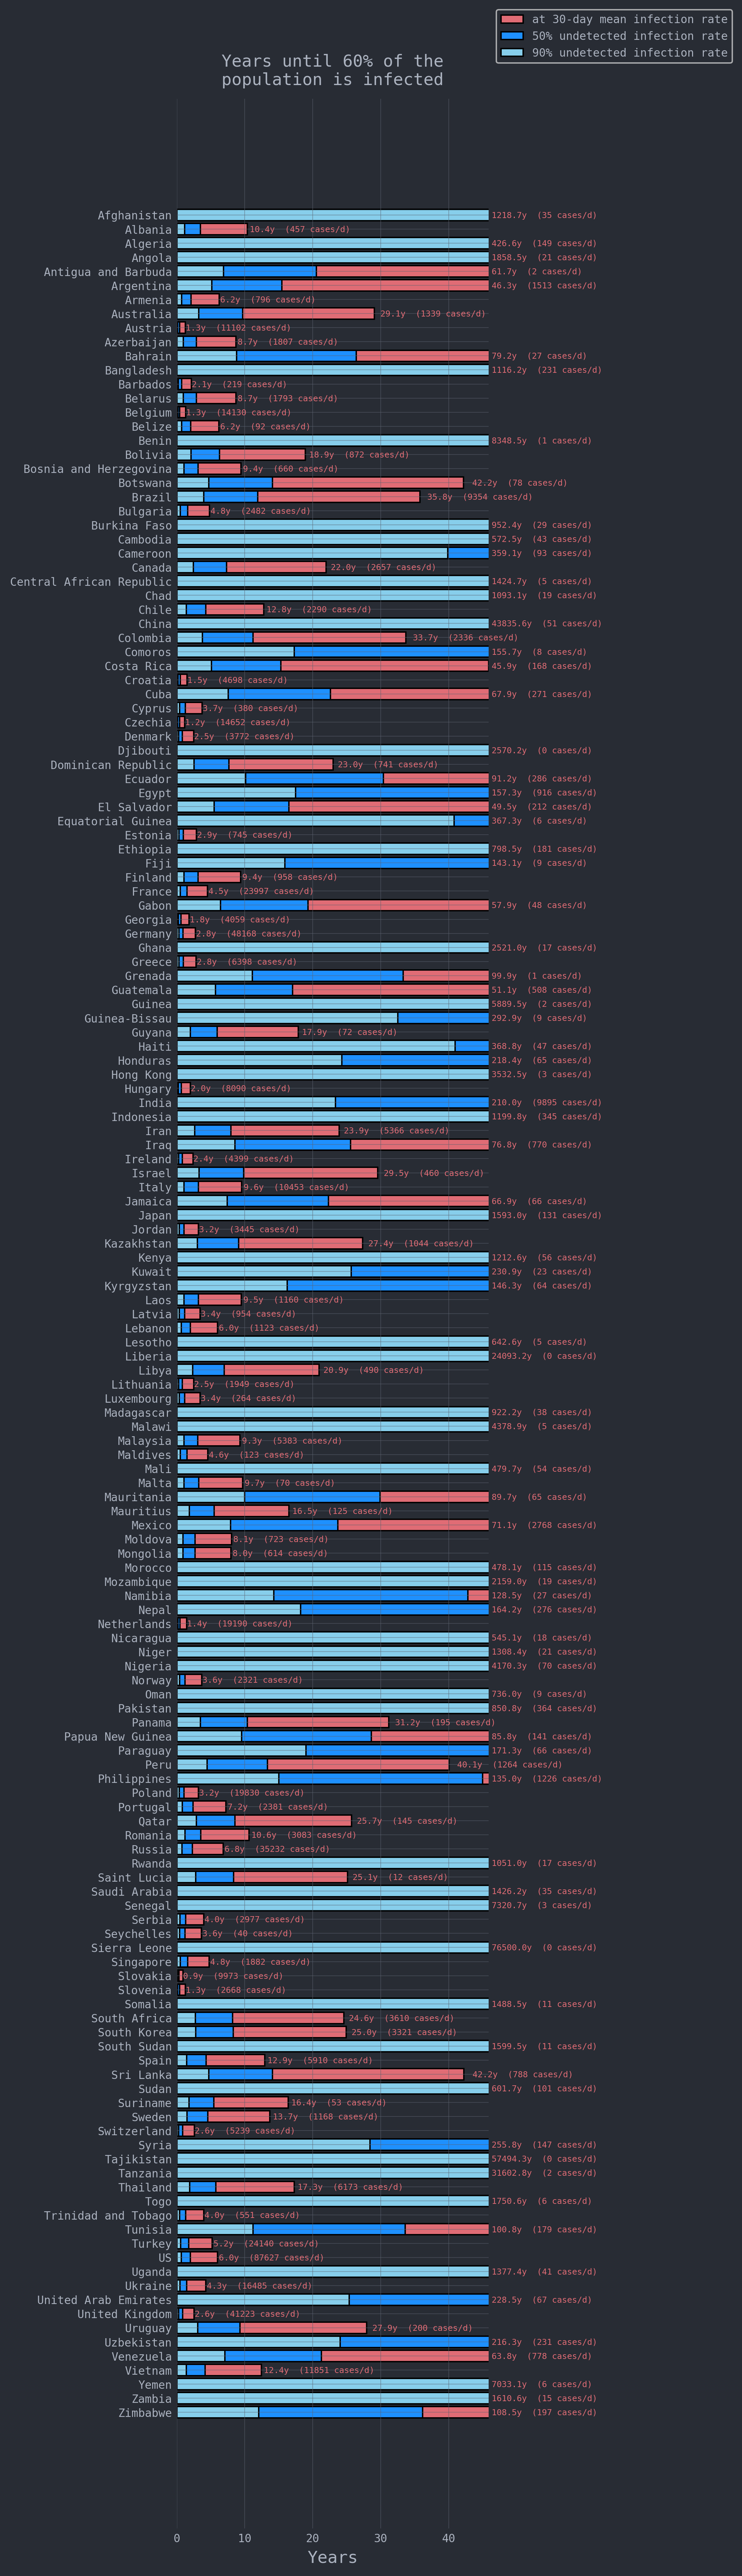 at 30-day mean infection rate
50% undetected infection rate
90% undetected infection rate
Years until 60% of the
population is infected
Afghanistan 1218.7y (35 cases/d)
Albania 10.4y (457 cases/d)
Algeria 426.6y (149 cases/d)
Angola 1858.5y (21 cases/d)
Antigua and Barbuda 61.7y (2 cases/d)
Argentina 46.3y (1513 cases/d)
Armenia 6.2y (796 cases/d)
Australia 29.1y (1339 cases/d)
Austria 1.3y (11102 cases/d)
Azerbaijan 8.7y (1807 cases/d)
Bahrain 79.2y (27 cases/d)
Bangladesh 1116.2y (231 cases/d)
Barbados 2.1y (219 cases/d)
Belarus 8.7y (1793 cases/d)
Belgium 1.3y (14130 cases/d)
Belize 6.2y (92 cases/d)
Benin 8348.5y (1 cases/d)
Bolivia 18.9y (872 cases/d)
Bosnia and Herzegovina 9.4y (660 cases/d)
Botswana 42.2y (78 cases/d)
Brazil 35.8y (9354 cases/d)
Bulgaria 4.8y (2482 cases/d)
Burkina Faso 952.4y (29 cases/d)
Cambodia 572.5y (43 cases/d)
Cameroon 359.1y (93 cases/d)
Canada 22.0y (2657 cases/d)
Central African Republic 1424.7y (5 cases/d)
Chad 1093.1y (19 cases/d)
Chile 12.8y (2290 cases/d)
China 43835.6y (51 cases/d)
Colombia 33.7y (2336 cases/d)
Comoros 155.7y (8 cases/d)
Costa Rica 45.9y (168 cases/d)
Croatia 1.5y (4698 cases/d)
Cuba 67.9y (271 cases/d)
Cyprus 3.7y (380 cases/d)
Czechia 1.2y (14652 cases/d)
Denmark 2.5y (3772 cases/d)
Djibouti 2570.2y (0 cases/d)
Dominican Republic 23.0y (741 cases/d)
Ecuador 91.2y (286 cases/d)
Egypt 157.3y (916 cases/d)
El Salvador 49.5y (212 cases/d)
Equatorial Guinea 367.3y (6 cases/d)
Estonia 2.9y (745 cases/d)
Ethiopia 798.5y (181 cases/d)
Fiji 143.1y (9 cases/d)
Finland 9.4y (958 cases/d)
France 4.5y (23997 cases/d)
Gabon 57.9y (48 cases/d)
Georgia 1.8y (4059 cases/d)
Germany 2.8y (48168 cases/d)
Ghana 2521.0y (17 cases/d)
Greece 2.8y (6398 cases/d)
Grenada 99.9y (1 cases/d)
Guatemala 51.1y (508 cases/d)
Guinea 5889.5y (2 cases/d)
Guinea-Bissau 292.9y (9 cases/d)
Guyana 17.9y (72 cases/d)
Haiti 368.8y (47 cases/d)
Honduras 218.4y (65 cases/d)
Hong Kong 3532.5y (3 cases/d)
Hungary 2.0y (8090 cases/d)
India 210.0y (9895 cases/d)
Indonesia 1199.8y (345 cases/d)
Iran 23.9y (5366 cases/d)
Iraq 76.8y (770 cases/d)
Ireland 2.4y (4399 cases/d)
Israel 29.5y (460 cases/d)
Italy 9.6y (10453 cases/d)
Jamaica 66.9y (66 cases/d)
Japan 1593.0y (131 cases/d)
Jordan 3.2y (3445 cases/d)
Kazakhstan 27.4y (1044 cases/d)
Kenya 1212.6y (56 cases/d)
Kuwait 230.9y (23 cases/d)
Kyrgyzstan 146.3y (64 cases/d)
Laos 9.5y (1160 cases/d)
Latvia 3.4y (954 cases/d)
Lebanon 6.0y (1123 cases/d)
Lesotho 642.6y (5 cases/d)
Liberia 24093.2y (0 cases/d)
Libya 20.9y (490 cases/d)
Lithuania 2.5y (1949 cases/d)
Luxembourg 3.4y (264 cases/d)
Madagascar 922.2y (38 cases/d)
Malawi 4378.9y (5 cases/d)
Malaysia 9.3y (5383 cases/d)
Maldives 4.6y (123 cases/d)
Mali 479.7y (54 cases/d)
Malta 9.7y (70 cases/d)
Mauritania 89.7y (65 cases/d)
Mauritius 16.5y (125 cases/d)
Mexico 71.1y (2768 cases/d)
Moldova 8.1y (723 cases/d)
Mongolia 8.0y (614 cases/d)
Morocco 478.1y (115 cases/d)
Mozambique 2159.0y (19 cases/d)
Namibia 128.5y (27 cases/d)
Nepal 164.2y (276 cases/d)
Netherlands 1.4y (19190 cases/d)
Nicaragua 545.1y (18 cases/d)
Niger 1308.4y (21 cases/d)
Nigeria 4170.3y (70 cases/d)
Norway 3.6y (2321 cases/d)
Oman 736.0y (9 cases/d)
Pakistan 850.8y (364 cases/d)
Panama 31.2y (195 cases/d)
Papua New Guinea 85.8y (141 cases/d)
Paraguay 171.3y (66 cases/d)
Peru 40.1y (1264 cases/d)
Philippines 135.0y (1226 cases/d)
Poland 3.2y (19830 cases/d)
Portugal 7.2y (2381 cases/d)
Qatar 25.7y (145 cases/d)
Romania 10.6y (3083 cases/d)
Russia 6.8y (35232 cases/d)
Rwanda 1051.0y (17 cases/d)
Saint Lucia 25.1y (12 cases/d)
Saudi Arabia 1426.2y (35 cases/d)
Senegal 7320.7y (3 cases/d)
Serbia 4.0y (2977 cases/d)
Seychelles 3.6y (40 cases/d)
Sierra Leone 76500.0y (0 cases/d)
Singapore 4.8y (1882 cases/d)
Slovakia 0.9y (9973 cases/d)
Slovenia 1.3y (2668 cases/d)
Somalia 1488.5y (11 cases/d)
South Africa 24.6y (3610 cases/d)
South Korea 25.0y (3321 cases/d)
South Sudan 1599.5y (11 cases/d)
Spain 12.9y (5910 cases/d)
Sri Lanka 42.2y (788 cases/d)
Sudan 601.7y (101 cases/d)
Suriname 16.4y (53 cases/d)
Sweden 13.7y (1168 cases/d)
Switzerland 2.6y (5239 cases/d)
Syria 255.8y (147 cases/d)
Tajikistan 57494.3y (0 cases/d)
Tanzania 31602.8y (2 cases/d)
Thailand 17.3y (6173 cases/d)
Togo 1750.6y (6 cases/d)
Trinidad and Tobago 4.0y (551 cases/d)
Tunisia 100.8y (179 cases/d)
Turkey 5.2y (24140 cases/d)
US 6.0y (87627 cases/d)
Uganda 1377.4y (41 cases/d)
Ukraine 4.3y (16485 cases/d)
United Arab Emirates 228.5y (67 cases/d)
United Kingdom 2.6y (41223 cases/d)
Uruguay 27.9y (200 cases/d)
Uzbekistan 216.3y (231 cases/d)
Venezuela 63.8y (778 cases/d)
Vietnam 12.4y (11851 cases/d)
Yemen 7033.1y (6 cases/d)
Zambia 1610.6y (15 cases/d)
Zimbabwe 108.5y (197 cases/d)
0 10 20 30 40
Years